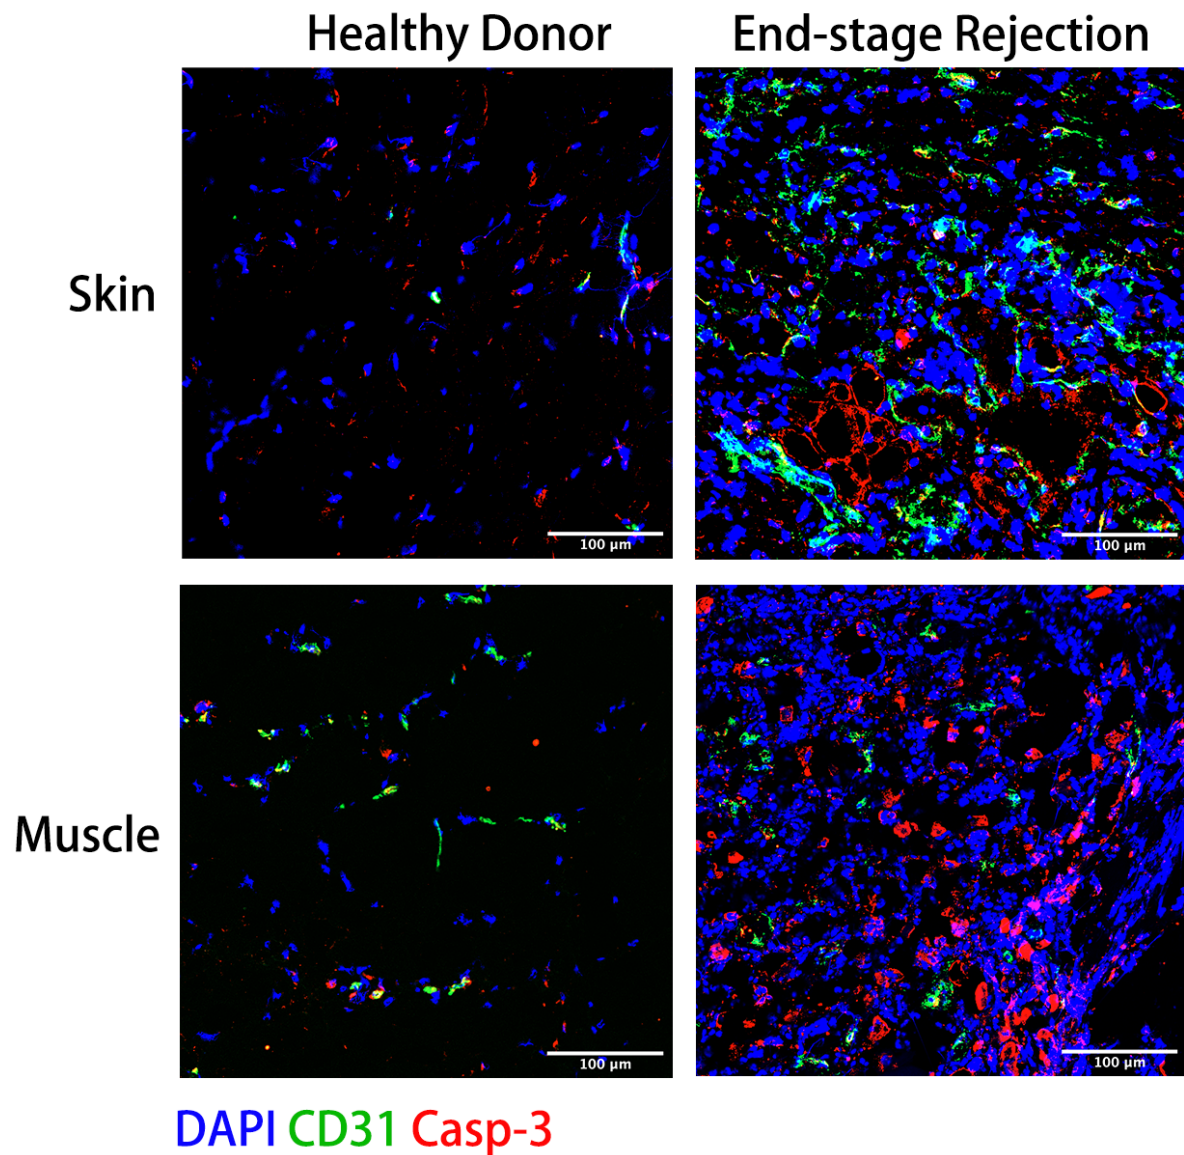 Healthy Donor
End-stage Rejection
Skin
100 µm
100 µm
Muscle
100 µm
100 µm
DAPI CD31 Casp-3